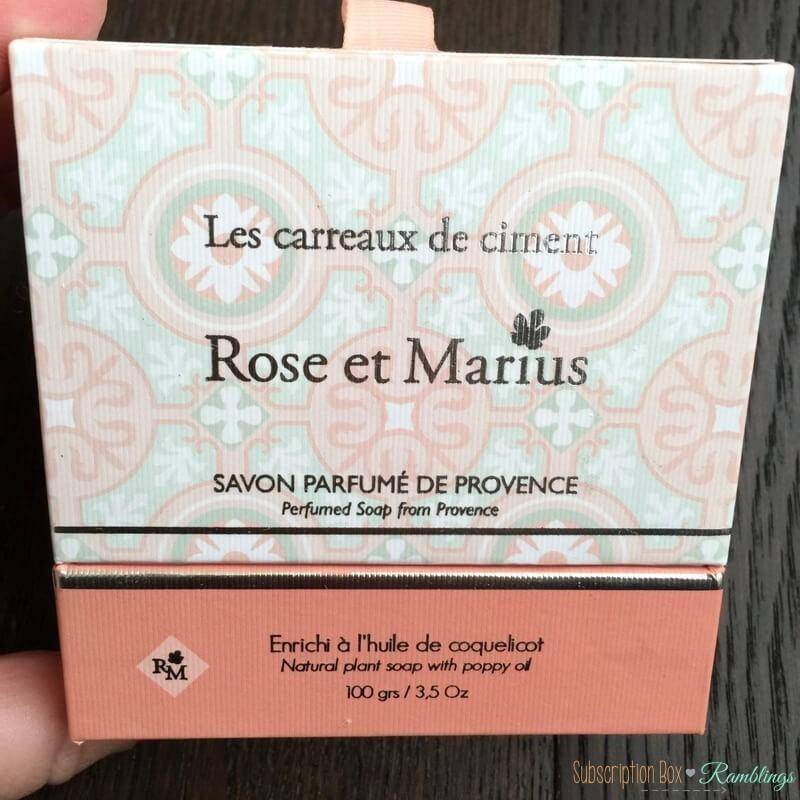 Les carreaux de ciment
Rose et Marius
SAVON PARFUMÉ DE PROVENCE
Perfumed Soap from Provence
RM
Enrichi à l'huile de coquelicot
Natural plant soap with poppy oil
100 grs / 3,5 Oz
Subscription Box Ramblings